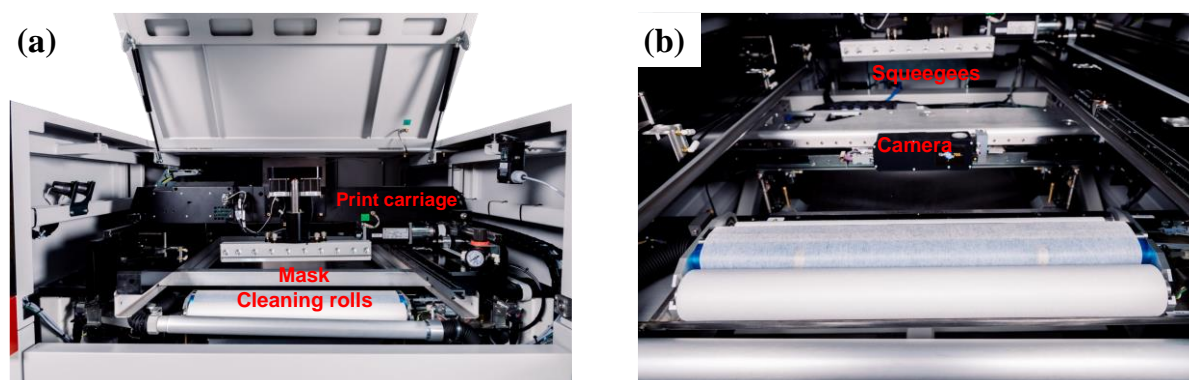 (a)
Print carriage
Mask
Cleaning rolls
(b)
Squeegees
Camera